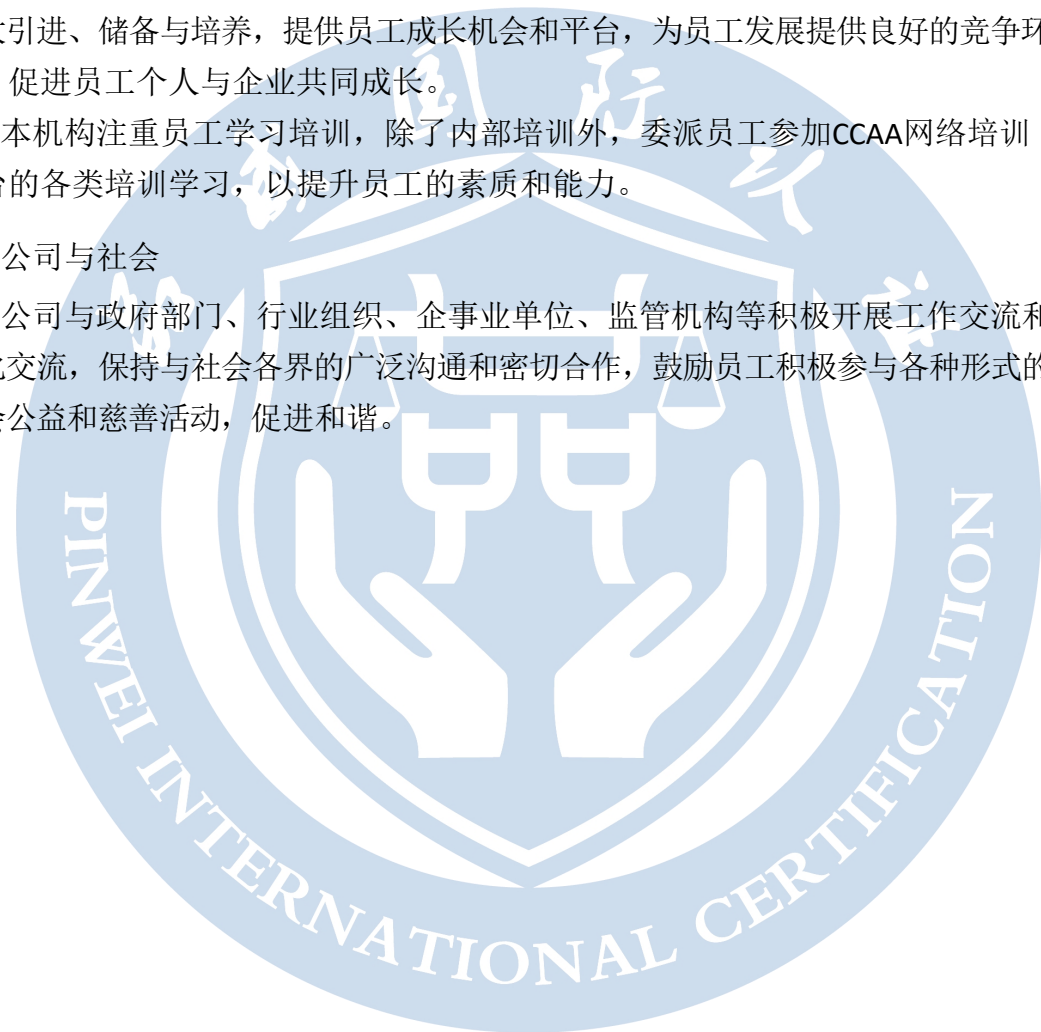 引进、储备与培养，提供员工成长机会和平台，为员工发展提供良好的竞争环
促进员工个人与企业共同成长。
本机构注重员工学习培训，除了内部培训外，委派员工参加CCAA网络培训
的各类培训学习，以提升员工的素质和能力。
公司与社会
公司与政府部门、行业组织、企事业单位、监管机构等积极开展工作交流和
交流，保持与社会各界的广泛沟通和密切合作，鼓励员工积极参与各种形式的
公益和慈善活动，促进和谐。
PINWEI INTERNATIONAL CERTIFICATION